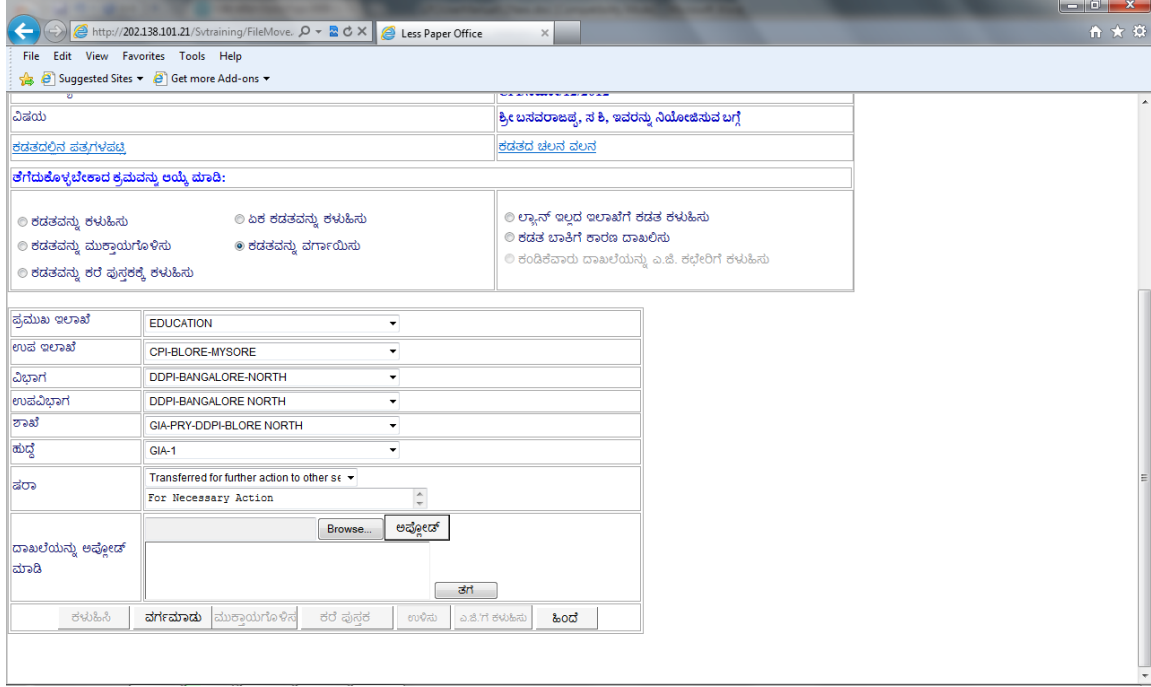 http://202.138.101.21/Svtraining/FileMove.
Less Paper Office
File Edit View Favorites Tools Help
Suggested Sites Get more Add-ons
ವಿಷಯ ಶ್ರೀ ಬಸವರಾಜಪ್ಪ, ಸ ಶಿ, ಇವರನ್ನು ನಿಯೋಜಿಸುವ ಬಗ್ಗೆ
ಕಡತದಲ್ಲಿನ ಪತ್ರಗಳಪಟ್ಟಿ ಕಡತದ ಚಲನ ವಲನ
ತೆಗೆದುಕೊಳ್ಳಬೇಕಾದ ಕ್ರಮವನ್ನು ಆಯ್ಕೆ ಮಾಡಿ:
ಕಡತವನ್ನು ಕಳುಹಿಸು ಏಕ ಕಡತವನ್ನು ಕಳುಹಿಸು ಲ್ಯಾನ್ ಇಲ್ಲದ ಇಲಾಖೆಗೆ ಕಡತ ಕಳುಹಿಸು
ಕಡತವನ್ನು ಮುಕ್ತಾಯಗೊಳಿಸು ಕಡತವನ್ನು ವರ್ಗಾಯಿಸು ಕಡತ ಬಾಕಿಗೆ ಕಾರಣ ದಾಖಲಿಸು
ಕಡತವನ್ನು ಕರೆ ಪುಸ್ತಕಕ್ಕೆ ಕಳುಹಿಸು ಕಂಡಿಕೆವಾರು ದಾಖಲೆಯನ್ನು ಎ.ಜಿ. ಕಛೇರಿಗೆ ಕಳುಹಿಸು
ಪ್ರಮುಖ ಇಲಾಖೆ EDUCATION
ಉಪ ಇಲಾಖೆ CPI-BLORE-MYSORE
ವಿಭಾಗ DDPI-BANGALORE-NORTH
ಉಪವಿಭಾಗ DDPI-BANGALORE NORTH
ಶಾಖೆ GIA-PRY-DDPI-BLORE NORTH
ಹುದ್ದೆ GIA-1
ಷರಾ Transferred for further action to other se
For Necessary Action
ದಾಖಲೆಯನ್ನು ಅಪ್ಲೋಡ್ ಮಾಡಿ Browse... ಅಪ್ಲೋಡ್
ತೆಗೆ
ಕಳುಹಿಸಿ ವರ್ಗಮಾಡು ಮುಕ್ತಾಯಗೊಳಿಸ ಕರೆ ಪುಸ್ತಕ ಉಳಿಸು ಎ.ಜಿ.'ಗೆ ಕಳುಹಿಸು ಹಿಂದೆ